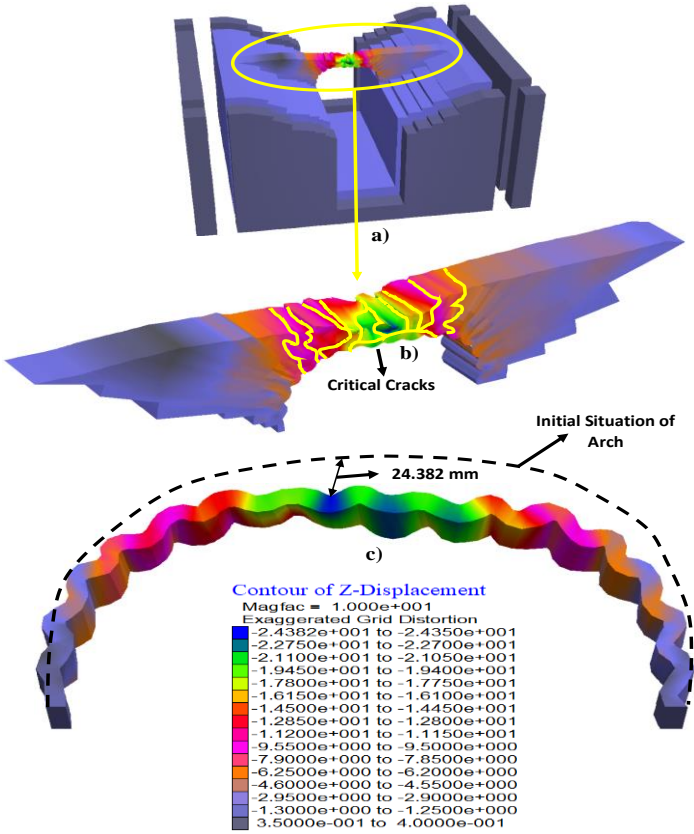 a)
b)
Critical Cracks
Initial Situation of
Arch
24.382 mm
c)
Contour of Z-Displacement
Magfac = 1.000e+001
Exaggerated Grid Distortion
-2.4382e+001 to -2.4350e+001
-2.2750e+001 to -2.2700e+001
-2.1100e+001 to -2.1050e+001
-1.9450e+001 to -1.9400e+001
-1.7800e+001 to -1.7750e+001
-1.6150e+001 to -1.6100e+001
-1.4500e+001 to -1.4450e+001
-1.2850e+001 to -1.2800e+001
-1.1200e+001 to -1.1150e+001
-9.5500e+000 to -9.5000e+000
-7.9000e+000 to -7.8500e+000
-6.2500e+000 to -6.2000e+000
-4.6000e+000 to -4.5500e+000
-2.9500e+000 to -2.9000e+000
-1.3000e+000 to -1.2500e+000
3.5000e-001 to 4.0000e-001